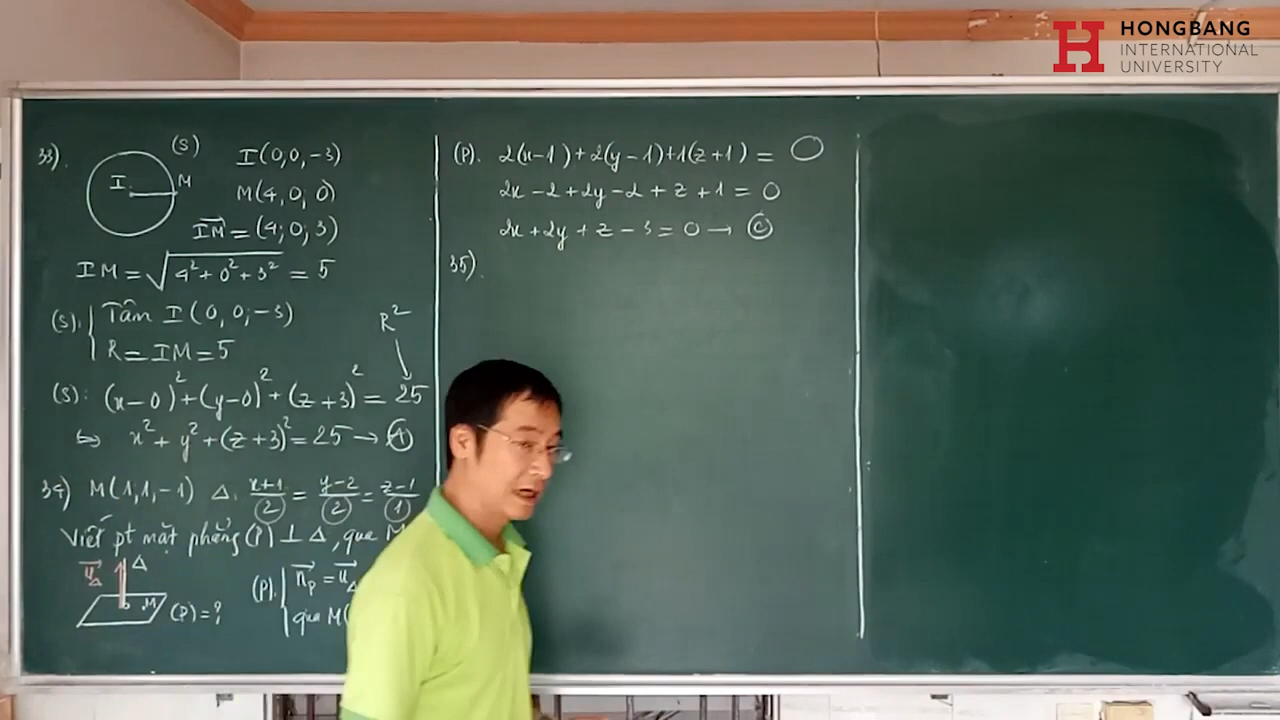 HONGBANG
INTERNATIONAL
UNIVERSITY
33).
(S)
I
M
I(0,0,-3)
M(4,0,0)
IM→ = (4;0,3)
IM = √(4²+0²+3²) = 5
(S): Tâm I(0,0;-3)
R = IM = 5
R²
(S): (x-0)²+(y-0)²+(z+3)² = 25
⇔ x²+y²+(z+3)² = 25 → Ⓐ
34) M(1,1,-1) Δ: (x+1)/2 = (y-2)/2 = (z-1)/1
Viết pt mặt phẳng (P) ⊥ Δ, qua M
u→Δ
Δ
M
(P) = ?
(P): n→P = u→Δ
qua M(
(P). 2(x-1)+2(y-1)+1(z+1) = 0
2x-2+2y-2+z+1 = 0
2x+2y+z-3 = 0 → Ⓒ
35).